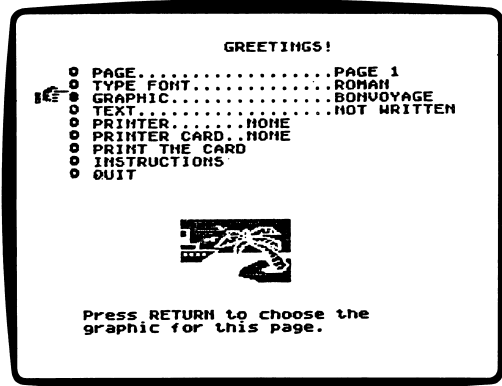 GREETINGS!
PAGE.................PAGE 1
TYPE FONT............ROMAN
GRAPHIC..............BONVOYAGE
TEXT.................NOT WRITTEN
PRINTER.......NONE
PRINTER CARD..NONE
PRINT THE CARD
INSTRUCTIONS
QUIT
Press RETURN to choose the
graphic for this page.